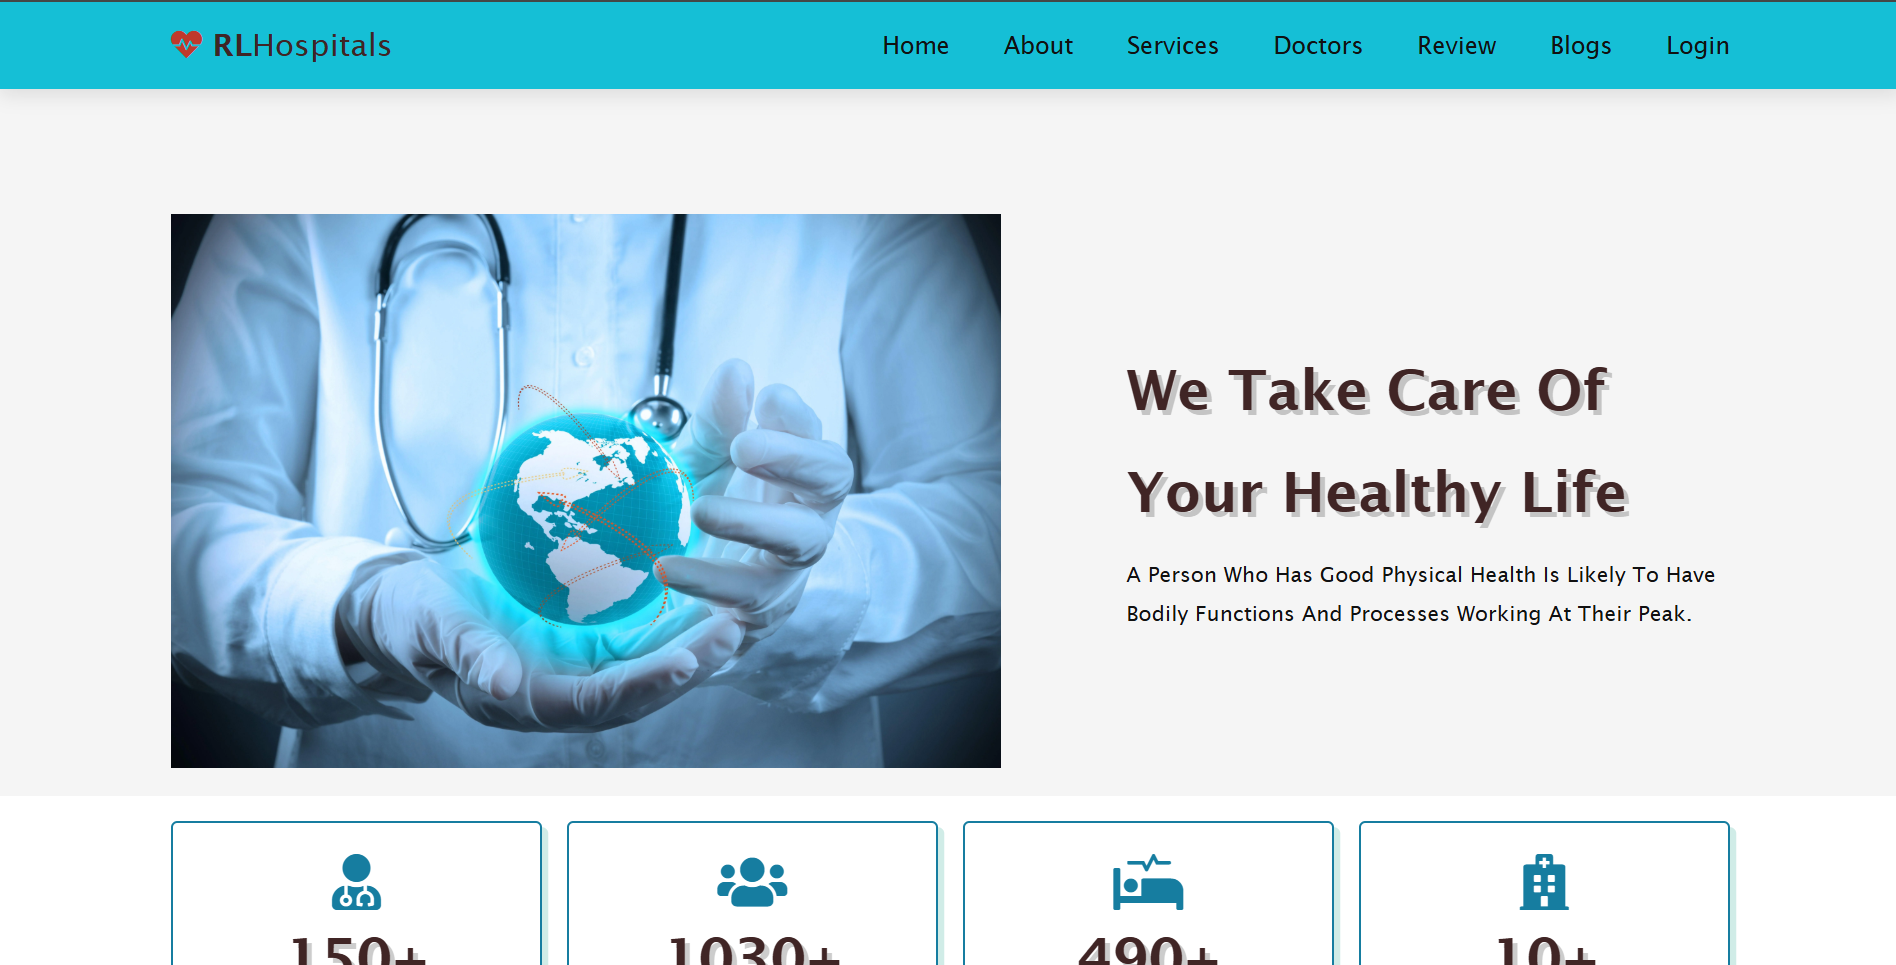 RLHospitals
Home About Services Doctors Review Blogs Login
We Take Care Of
Your Healthy Life
A Person Who Has Good Physical Health Is Likely To Have
Bodily Functions And Processes Working At Their Peak.
150+ 1030+ 490+ 10+